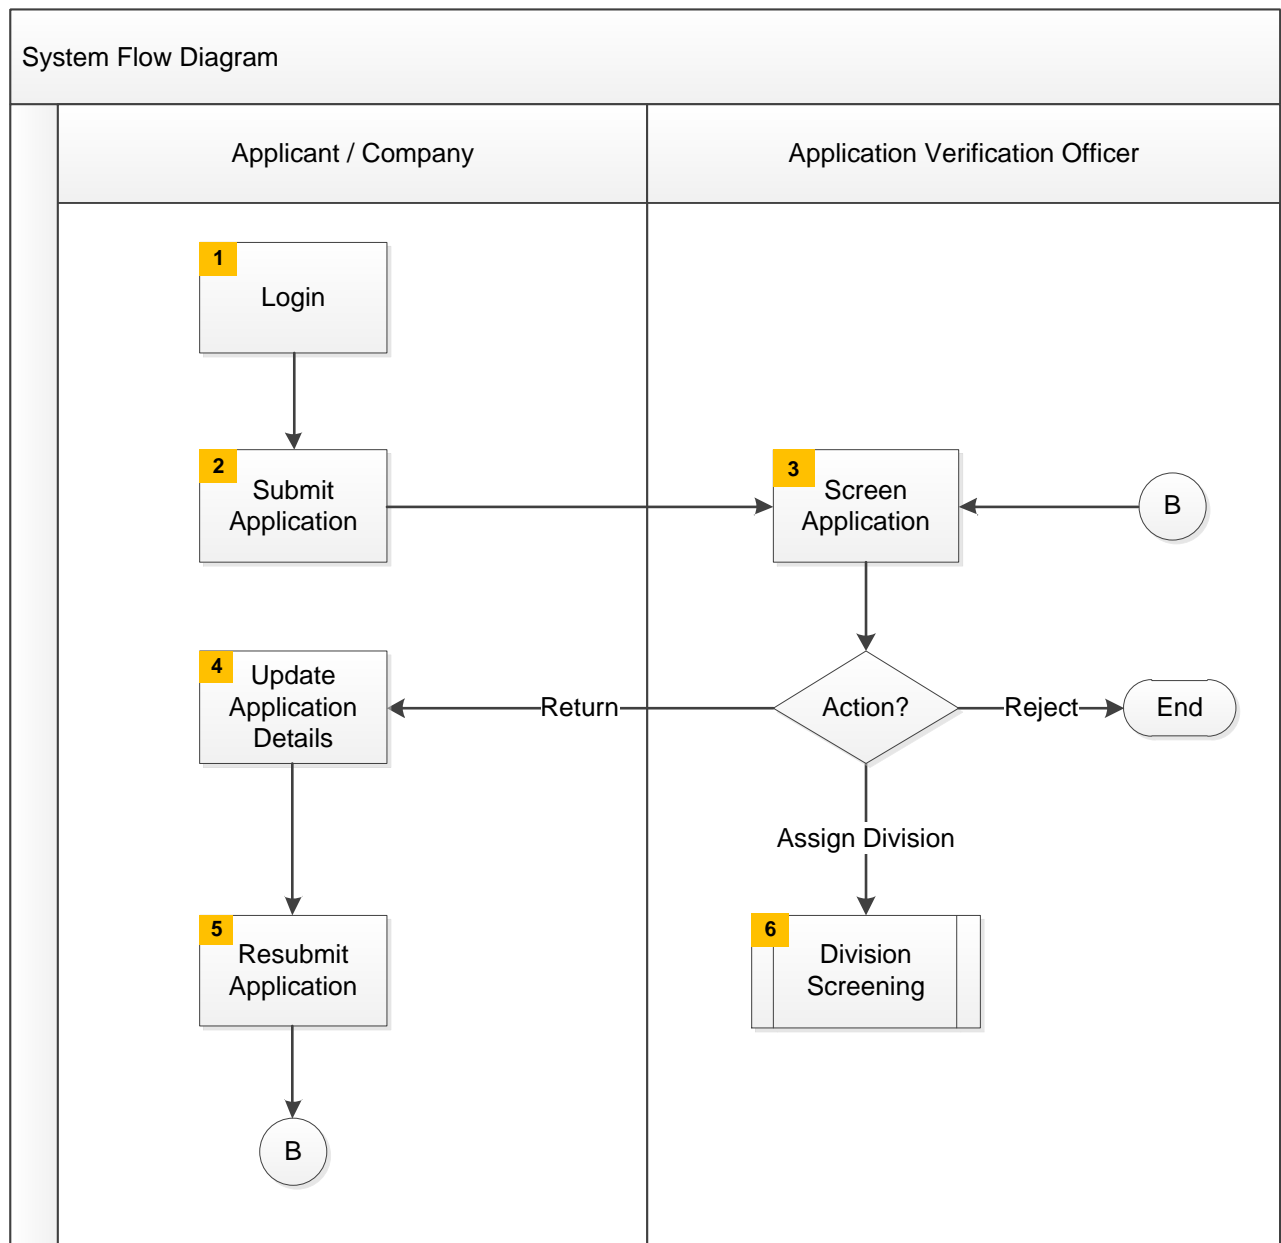 System Flow Diagram
Applicant / Company
Application Verification Officer
1
Login
2
Submit
Application
3
Screen
Application
B
4
Update
Application
Details
Return
Action?
Reject
End
Assign Division
5
Resubmit
Application
6
Division
Screening
B